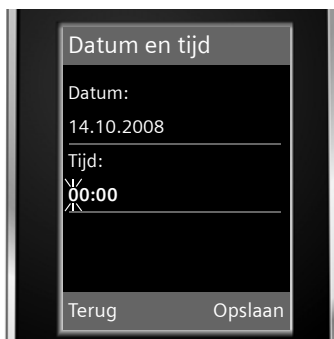 Datum en tijd
Datum:
14.10.2008
Tijd:
00:00
Terug Opslaan